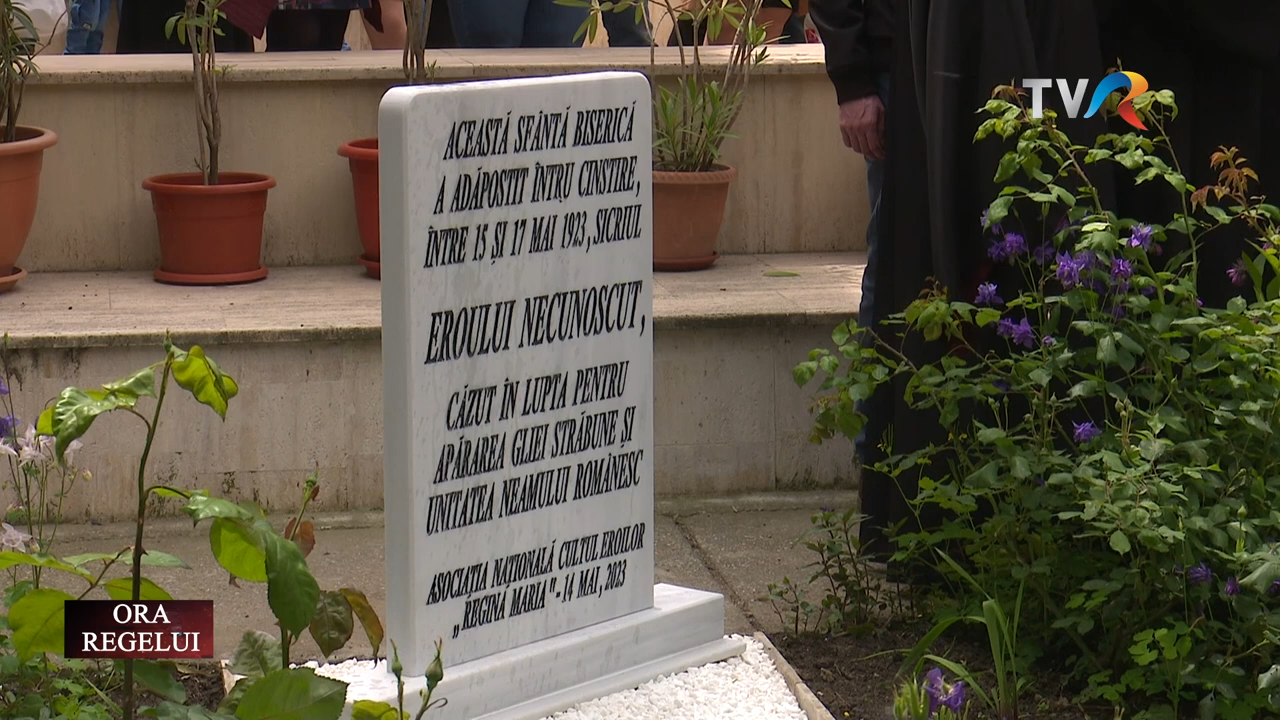 TVR
ACEASTĂ SFÂNTĂ BISERICĂ
A ADĂPOSTIT ÎNTRU CINSTIRE,
ÎNTRE 15 ȘI 17 MAI 1923, SICRIUL
EROULUI NECUNOSCUT,
CĂZUT ÎN LUPTA PENTRU
APĂRAREA GLIEI STRĂBUNE ȘI
UNITATEA NEAMULUI ROMÂNESC
ASOCIAȚIA NAȚIONALĂ CULTUL EROILOR
„REGINA MARIA" - 14 MAI, 2023
ORA
REGELUI